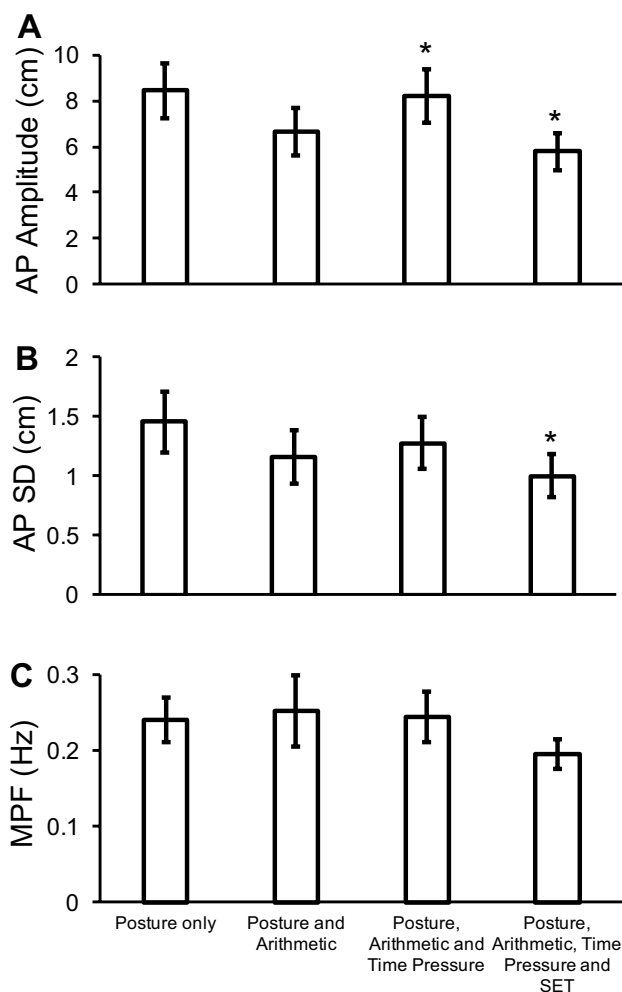 A
AP Amplitude (cm)
10
8
6
4
2
0
*
*
B
AP SD (cm)
2
1.5
1
0.5
0
*
C
MPF (Hz)
0.3
0.2
0.1
0
Posture only
Posture and
Arithmetic
Posture,
Arithmetic and
Time Pressure
Posture,
Arithmetic, Time
Pressure and
SET